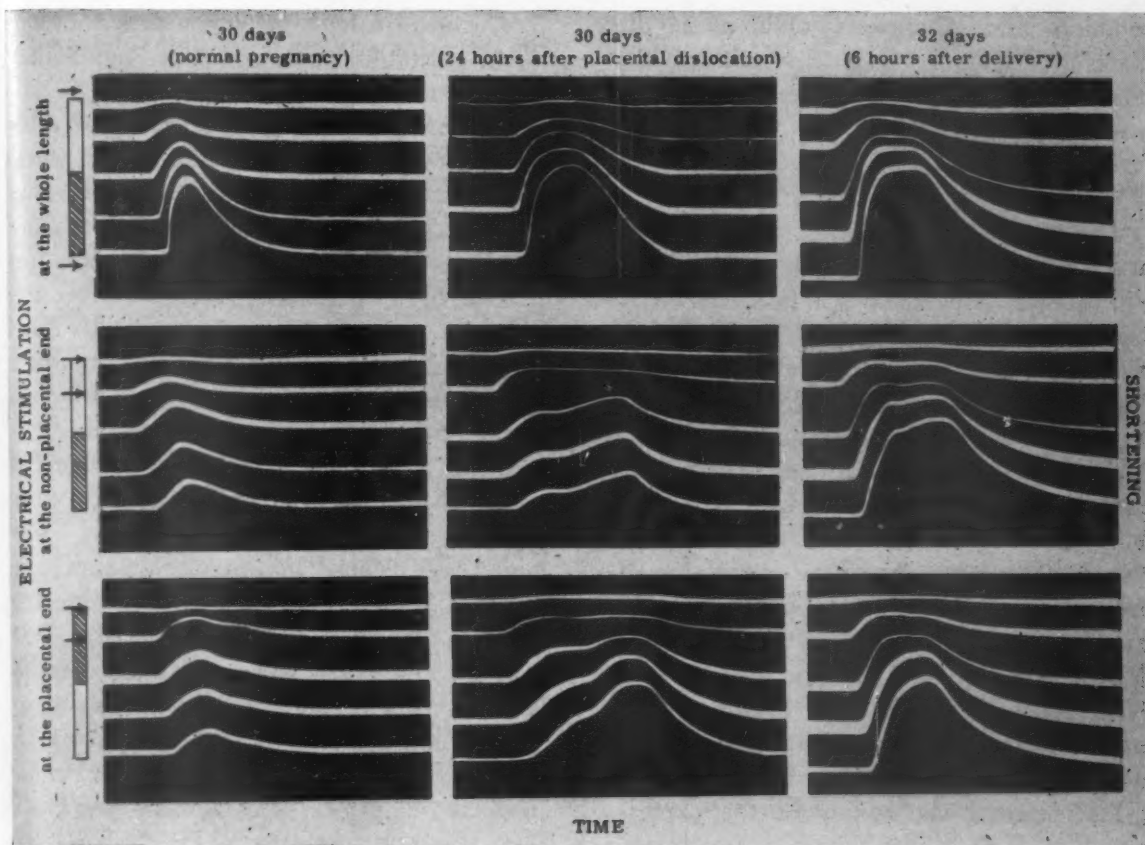 30 days
(normal pregnancy)
30 days
(24 hours after placental dislocation)
32 days
(6 hours after delivery)
ELECTRICAL STIMULATION
at the whole length
at the non-placental end
at the placental end
SHORTENING
TIME